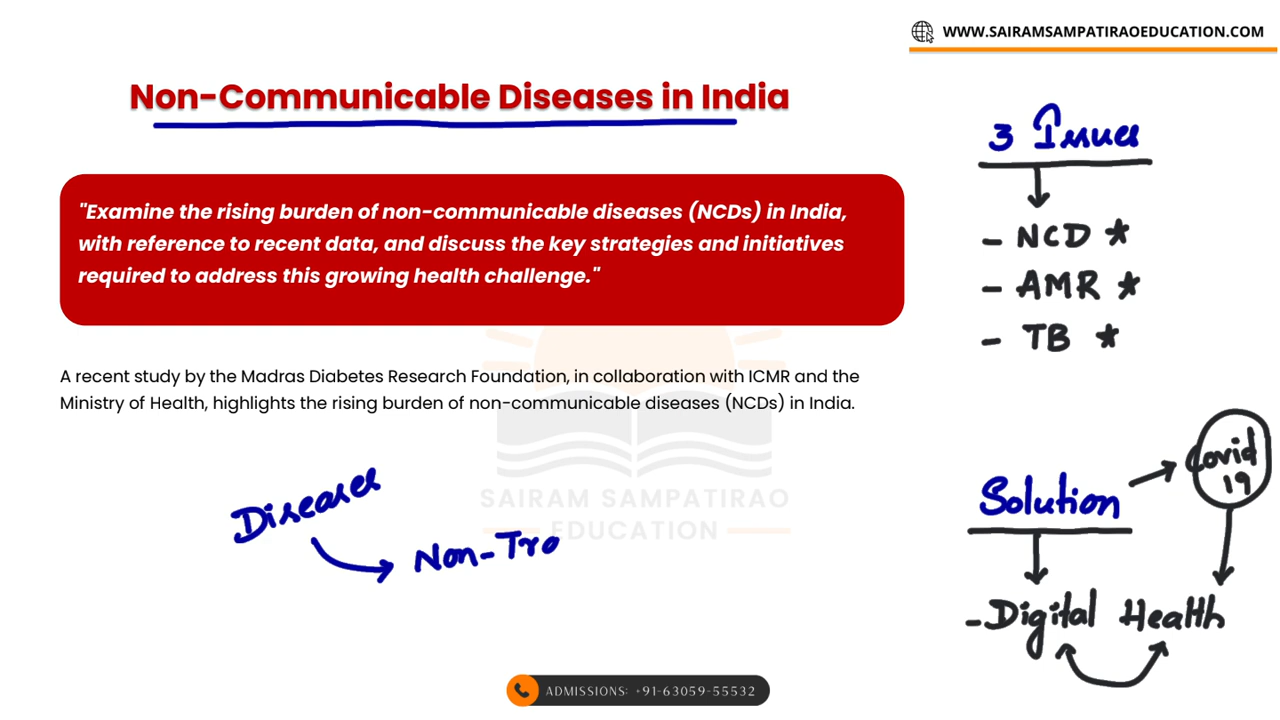 WWW.SAIRAMSAMPATIRAOEDUCATION.COM
Non-Communicable Diseases in India
"Examine the rising burden of non-communicable diseases (NCDs) in India,
with reference to recent data, and discuss the key strategies and initiatives
required to address this growing health challenge."
A recent study by the Madras Diabetes Research Foundation, in collaboration with ICMR and the
Ministry of Health, highlights the rising burden of non-communicable diseases (NCDs) in India.
SAIRAM SAMPATIRAO
EDUCATION
Diseases
Non-Tro
3 Issues
- NCD ★
- AMR ★
- TB ★
Solution
Covid
19
- Digital Health
ADMISSIONS: +91-63059-55532